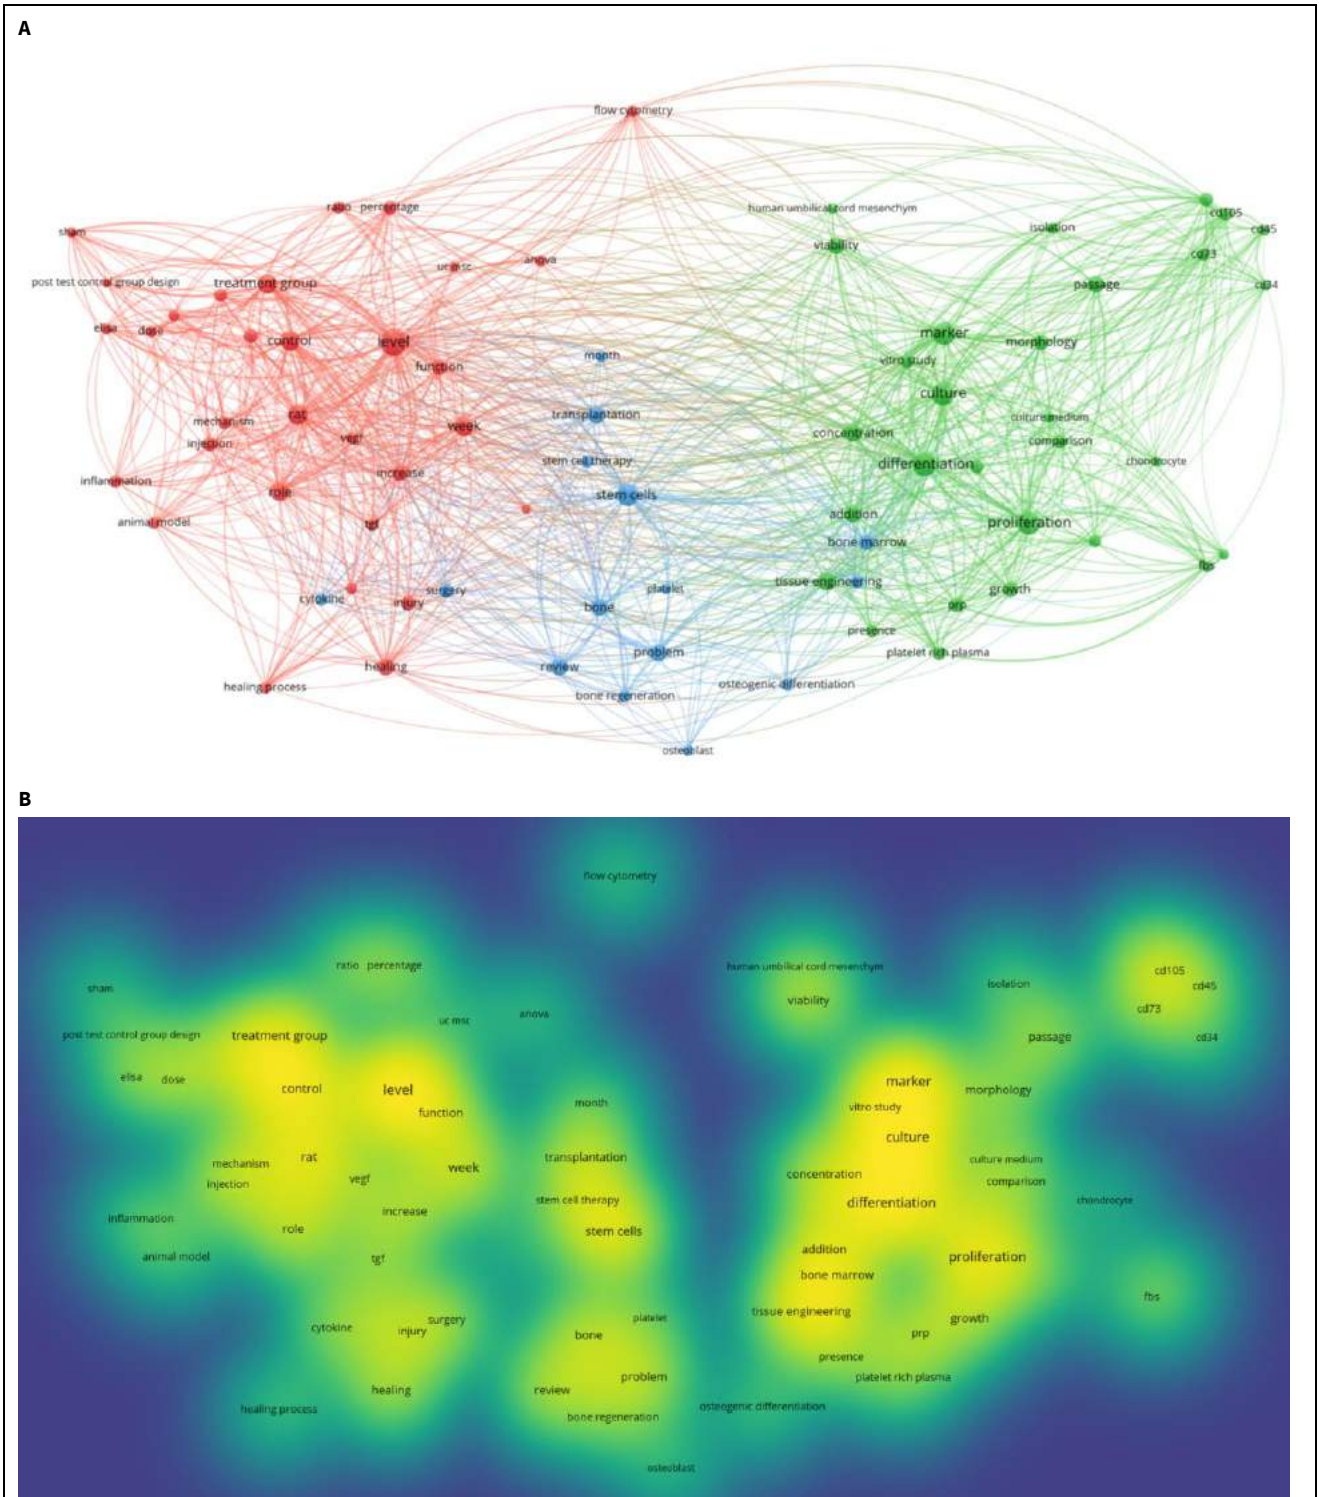 A
flow cytometry
ratio percentage
human umbilical cord mesenchym
cd105
sham
isolation
cd45
viability
anova
cd73
uc msc
post test control group design
treatment group
passage
cd34
elisa
dose
marker
control
level
morphology
month
vitro study
function
culture
rat
transplantation
mechanism
culture medium
week
concentration
vegf
injection
comparison
stem cell therapy
differentiation
chondrocyte
increase
inflammation
role
stem cells
addition
animal model
tgf
proliferation
bone marrow
fbs
tissue engineering
surgery
platelet
growth
cytokine
injury
bone
prp
presence
problem
platelet rich plasma
healing
review
healing process
osteogenic differentiation
bone regeneration
osteoblast
B
flow cytometry
ratio percentage
human umbilical cord mesenchym
cd105
isolation
cd45
sham
viability
cd73
anova
uc msc
post test control group design
treatment group
passage
cd34
elisa
dose
marker
control
level
morphology
month
vitro study
function
culture
rat
transplantation
culture medium
mechanism
week
concentration
vegf
comparison
injection
stem cell therapy
differentiation
chondrocyte
increase
inflammation
role
stem cells
addition
animal model
tgf
proliferation
bone marrow
fbs
tissue engineering
platelet
growth
surgery
cytokine
injury
bone
prp
presence
problem
platelet rich plasma
healing
review
healing process
osteogenic differentiation
bone regeneration
osteoblast